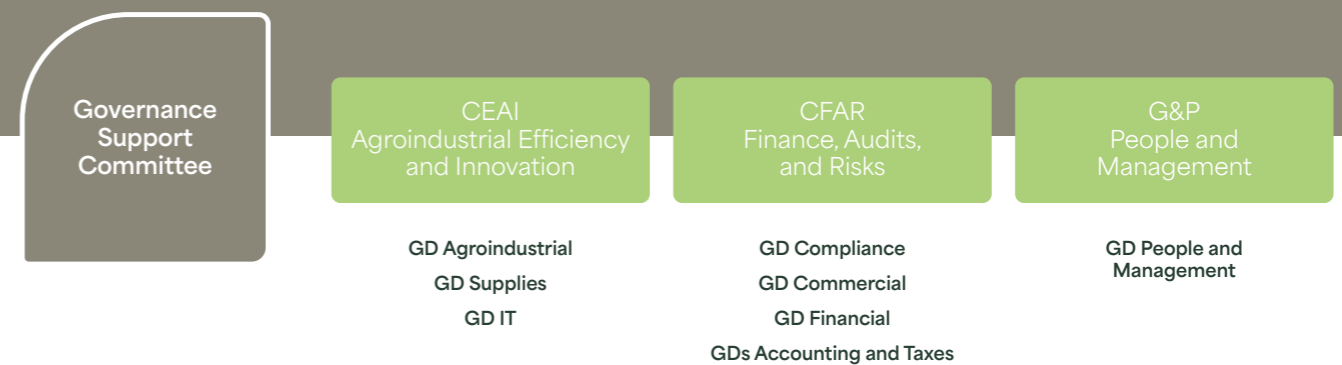 Governance
Support
Committee
CEAI
Agroindustrial Efficiency
and Innovation
GD Agroindustrial
GD Supplies
GD IT
CFAR
Finance, Audits,
and Risks
GD Compliance
GD Commercial
GD Financial
GDs Accounting and Taxes
G&P
People and
Management
GD People and
Management